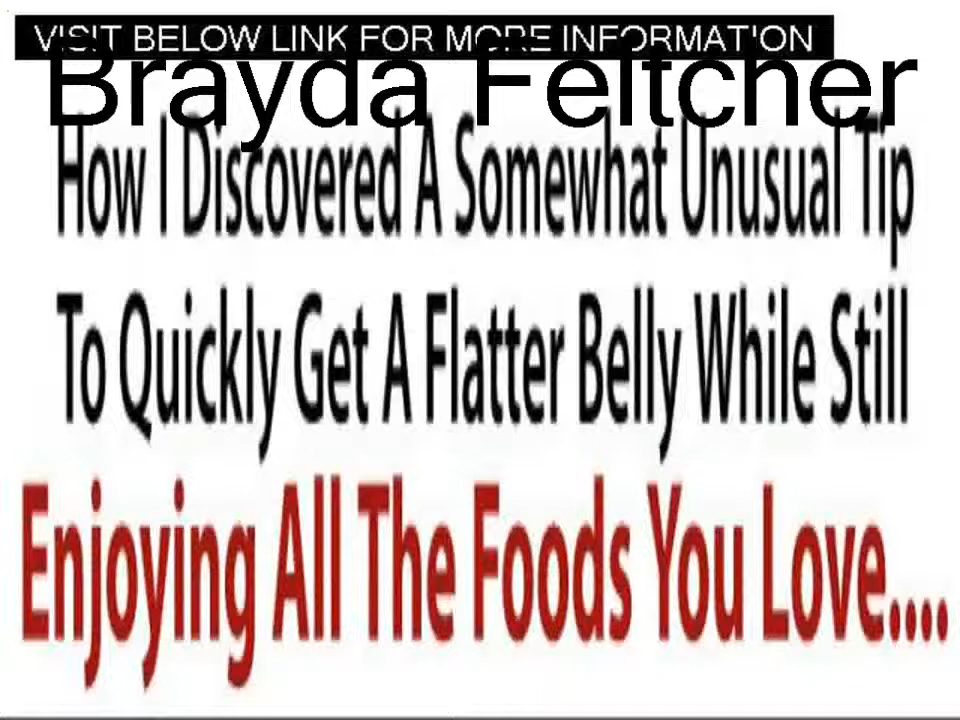 VISIT BELOW LINK FOR MORE INFORMATION
Brayda Feltcher
How I Discovered A Somewhat Unusual Tip
To Quickly Get A Flatter Belly While Still
Enjoying All The Foods You Love....